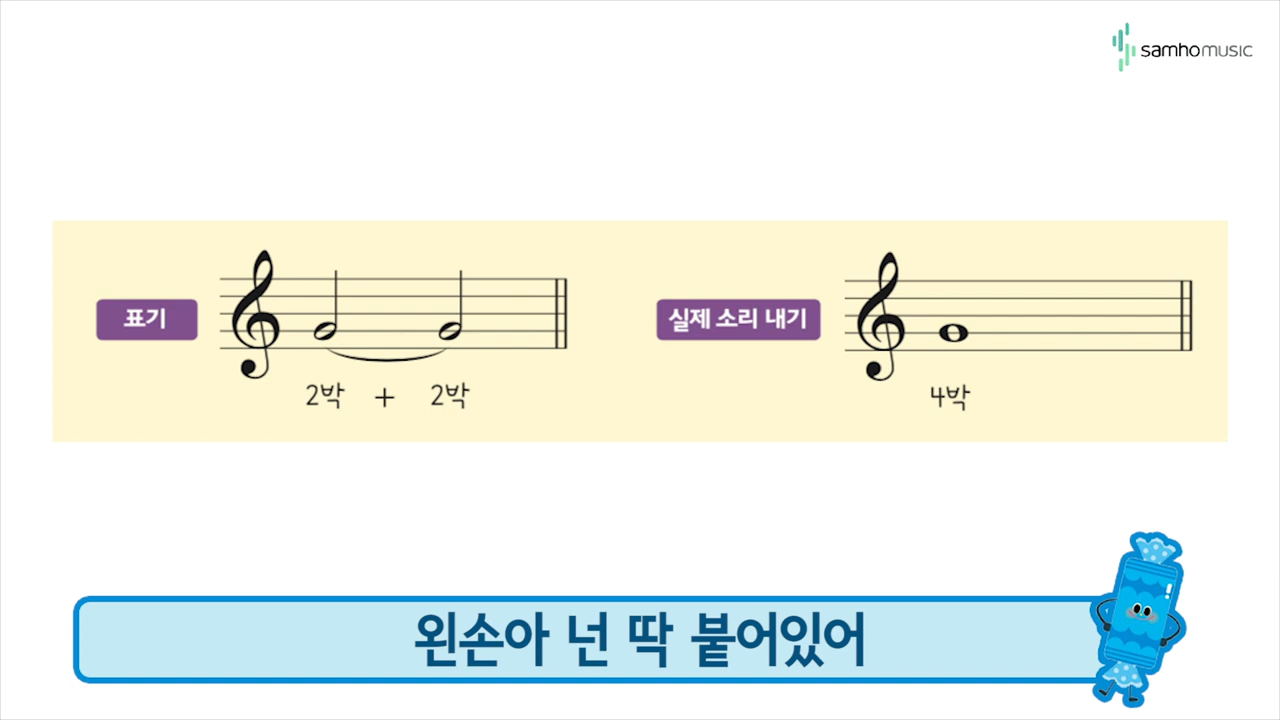 samhomusic
표기
2박 + 2박
실제 소리 내기
4박
왼손아 넌 딱 붙어있어